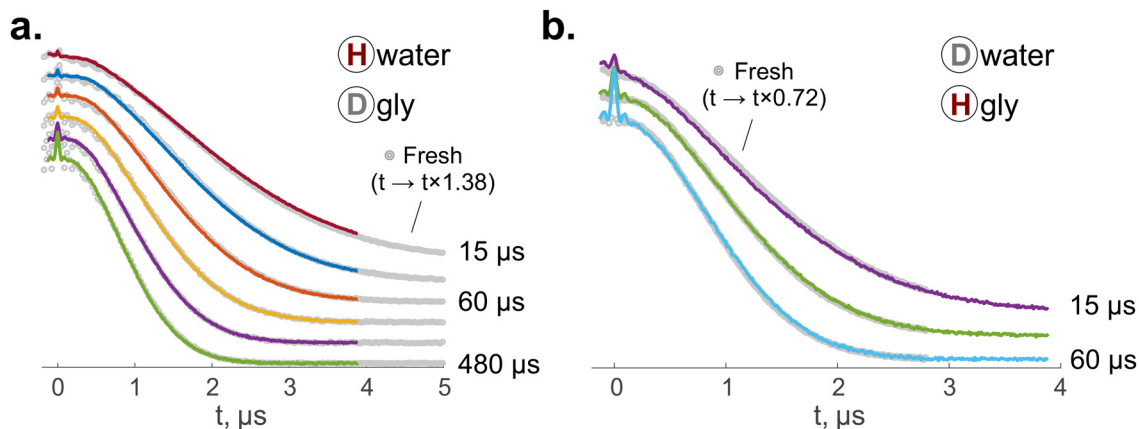 a.
H water
D gly
Fresh
(t → t×1.38)
15 µs
60 µs
480 µs
0 1 2 3 4 5
t, µs
b.
D water
H gly
Fresh
(t → t×0.72)
15 µs
60 µs
0 1 2 3 4
t, µs